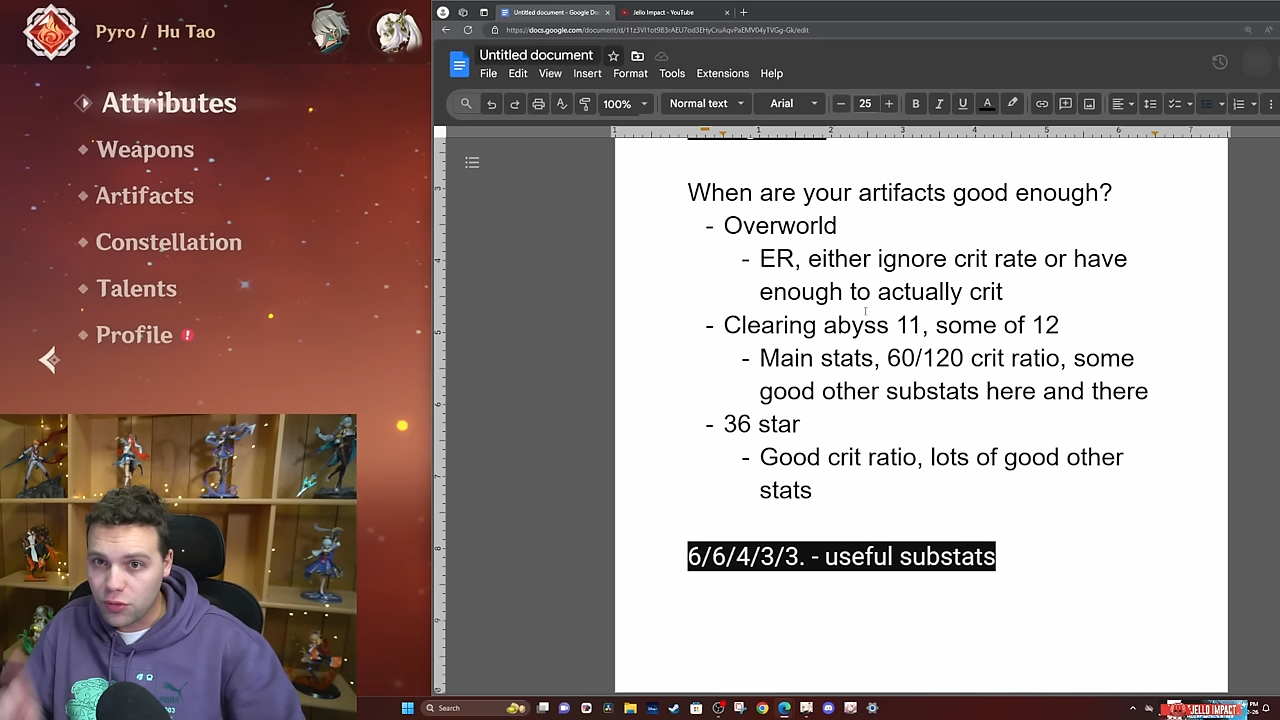 Pyro / Hu Tao
Attributes
Weapons
Artifacts
Constellation
Talents
Profile
Untitled document - Google Do
Jello Impact - YouTube
Untitled document
File Edit View Insert Format Tools Extensions Help
100% Normal text Arial 25
When are your artifacts good enough?
- Overworld
- ER, either ignore crit rate or have
enough to actually crit
- Clearing abyss 11, some of 12
- Main stats, 60/120 crit ratio, some
good other substats here and there
- 36 star
- Good crit ratio, lots of good other
stats
6/6/4/3/3. - useful substats
Search
JELLO IMPACT